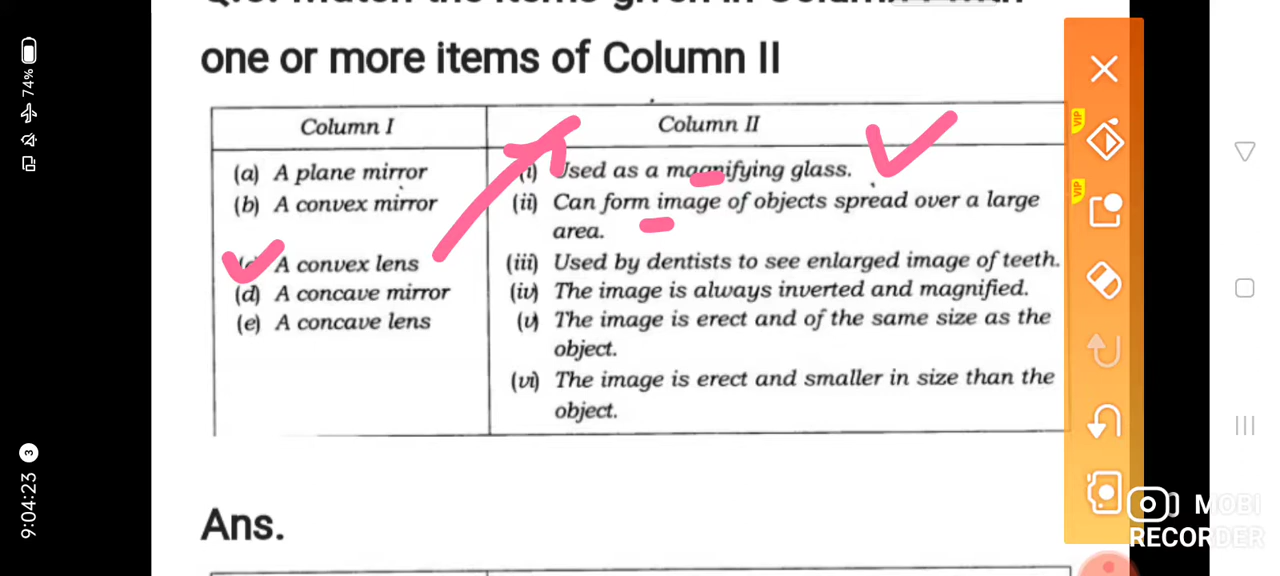 one or more items of Column II
Column I
Column II
(a) A plane mirror
(b) A convex mirror
A convex lens
(d) A concave mirror
(e) A concave lens
(i) Used as a magnifying glass.
(ii) Can form image of objects spread over a large
area.
(iii) Used by dentists to see enlarged image of teeth.
(iv) The image is always inverted and magnified.
(v) The image is erect and of the same size as the
object.
(vi) The image is erect and smaller in size than the
object.
Ans.
74%
3
9:04:23
VIP
VIP
MOBI
RECORDER